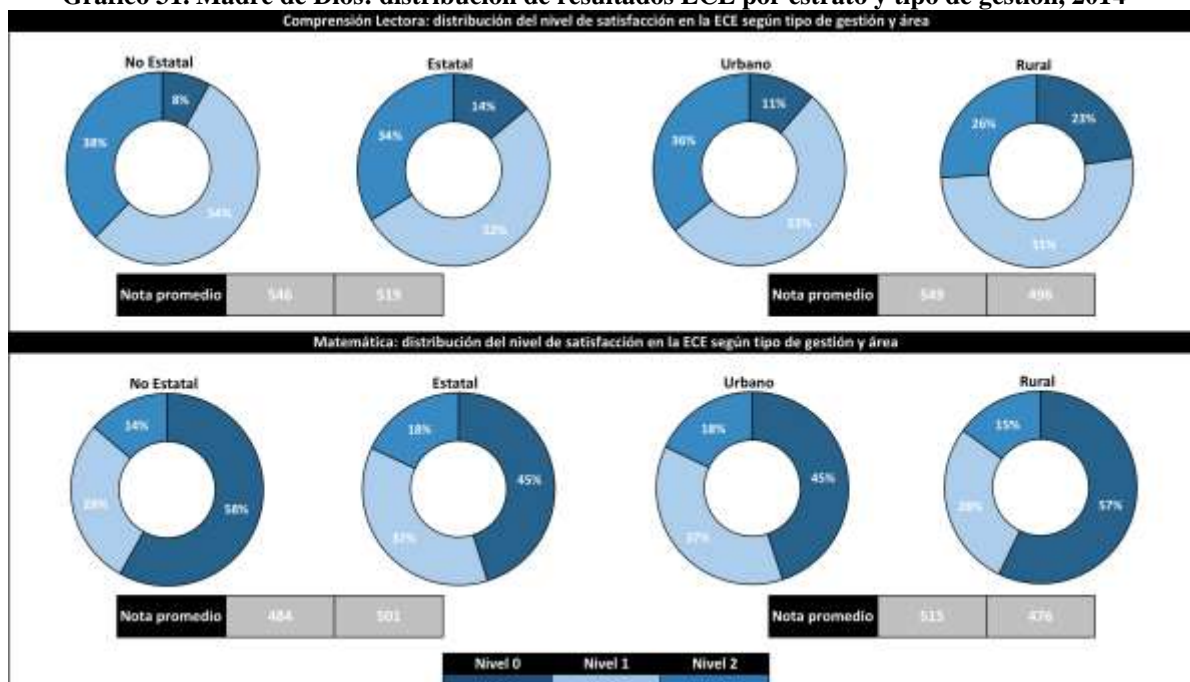 Madre de Dios: distribución de resultados ECE por estrato y tipo de gestión, 2014
Comprensión Lectora: distribución del nivel de satisfacción en la ECE según tipo de gestión y área
No Estatal Estatal Urbano Rural
8% 14% 11% 23%
38% 34% 36% 26%
54% 52% 53% 51%
Nota promedio 546 519
Nota promedio 549 496
Matemática: distribución del nivel de satisfacción en la ECE según tipo de gestión y área
No Estatal Estatal Urbano Rural
14% 18% 18% 15%
58% 45% 45% 57%
28% 37% 37% 28%
Nota promedio 484 501
Nota promedio 515 476
Nivel 0 Nivel 1 Nivel 2